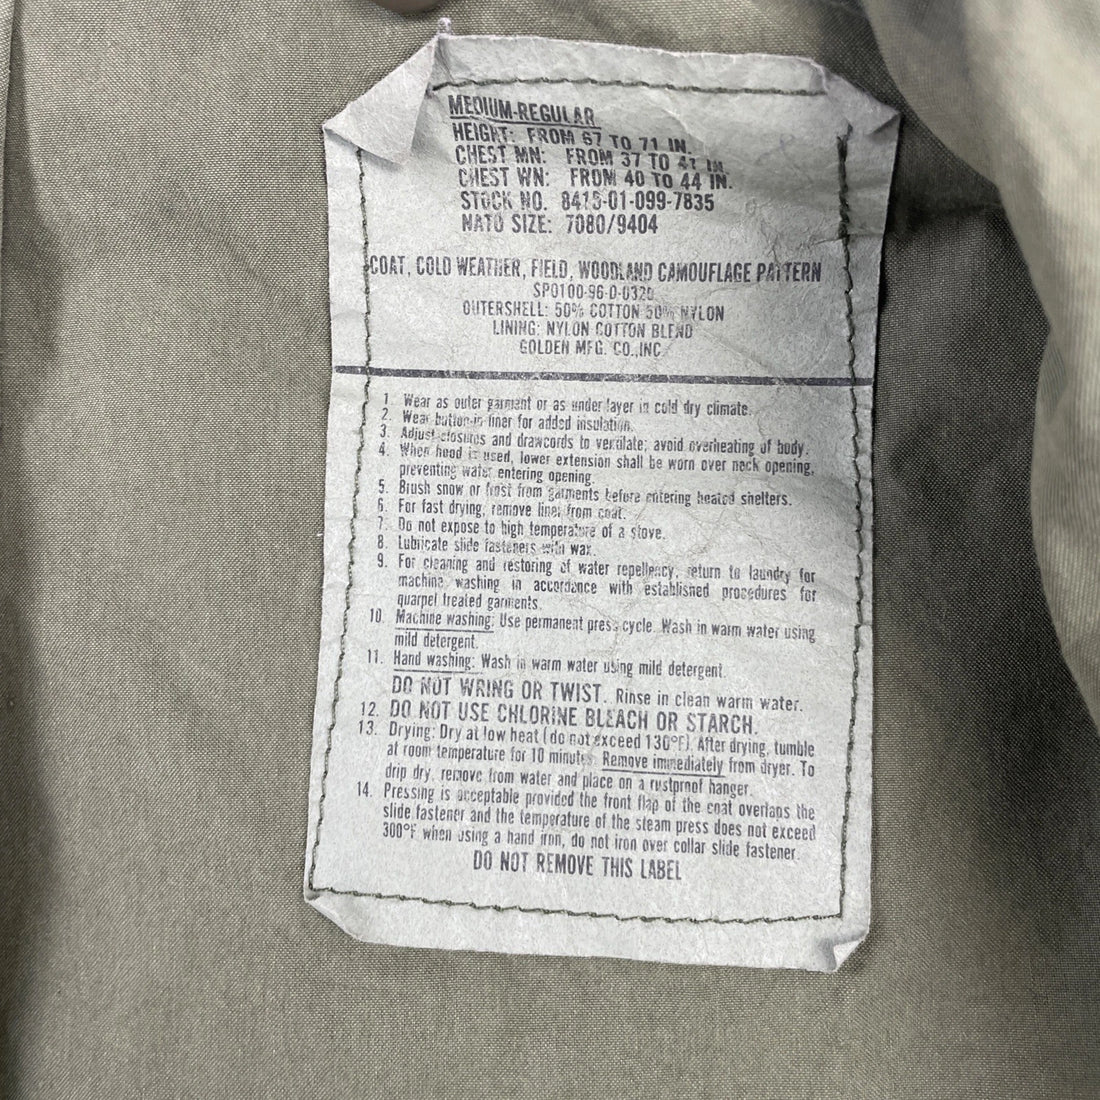 MEDIUM-REGULAR
HEIGHT: FROM 67 TO 71 IN.
CHEST MN: FROM 37 TO 41 IN.
CHEST WN: FROM 40 TO 44 IN.
STOCK NO. 8415-01-099-7835
NATO SIZE: 7080/9404
COAT, COLD WEATHER, FIELD, WOODLAND CAMOUFLAGE PATTERN
SPO100-96-D-0320
OUTERSHELL: 50% COTTON 50% NYLON
LINING: NYLON COTTON BLEND
GOLDEN MFG. CO.,INC
1. Wear as outer garment or as under layer in cold dry climate.
2. Wear button-in liner for added insulation.
3. Adjust closures and drawcords to ventilate; avoid overheating of body.
4. When hood is used, lower extension shall be worn over neck opening,
preventing water entering opening.
5. Brush snow or frost from garments before entering heated shelters.
6. For fast drying, remove liner from coat.
7. Do not expose to high temperature of a stove.
8. Lubricate slide fasteners with wax.
9. For cleaning and restoring of water repellency, return to laundry for
machine washing in accordance with established procedures for
quarpel treated garments.
10. Machine washing: Use permanent press cycle. Wash in warm water using
mild detergent.
11. Hand washing: Wash in warm water using mild detergent.
DO NOT WRING OR TWIST. Rinse in clean warm water.
12. DO NOT USE CHLORINE BLEACH OR STARCH.
13. Drying: Dry at low heat (do not exceed 130°F). After drying, tumble
at room temperature for 10 minutes. Remove immediately from dryer. To
drip dry, remove from water and place on a rustproof hanger.
14. Pressing is acceptable provided the front flap of the coat overlaps the
slide fastener and the temperature of the steam press does not exceed
300°F when using a hand iron, do not iron over collar slide fastener.
DO NOT REMOVE THIS LABEL